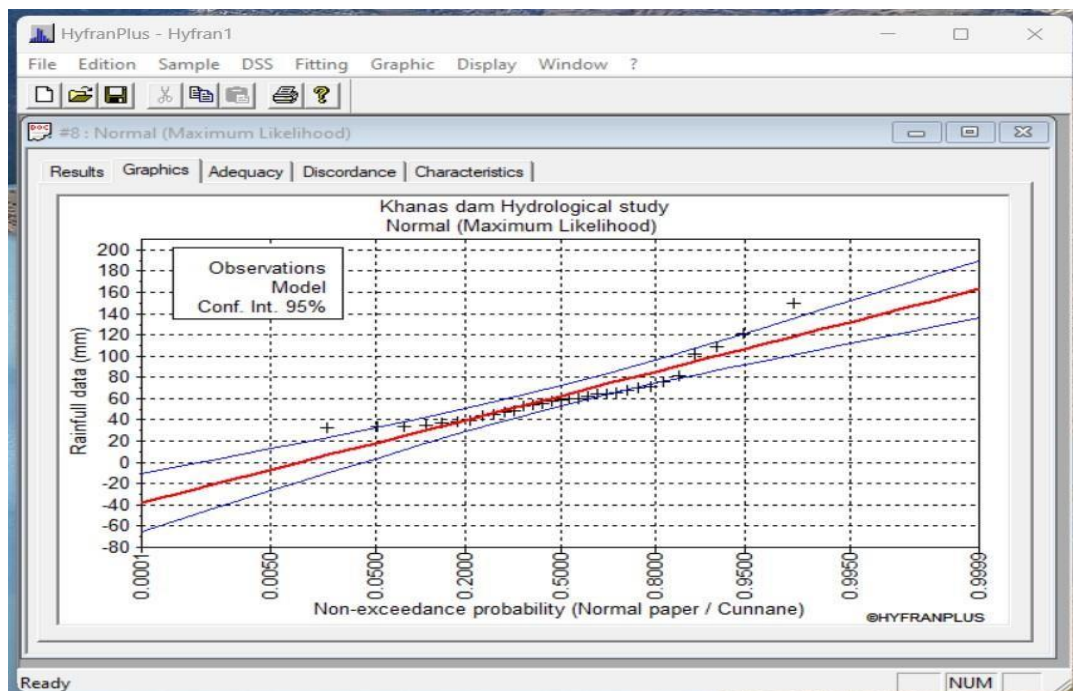 HyfranPlus - Hyfran1
File Edition Sample DSS Fitting Graphic Display Window ?
#8 : Normal (Maximum Likelihood)
Results Graphics Adequacy Discordance Characteristics
Khanas dam Hydrological study
Normal (Maximum Likelihood)
Observations
Model
Conf. Int. 95%
Rainfull data (mm)
200
180
160
140
120
100
80
60
40
20
0
-20
-40
-60
-80
0.0001 0.0050 0.0500 0.2000 0.5000 0.8000 0.9500 0.9950 0.9999
Non-exceedance probability (Normal paper / Cunnane)
©HYFRANPLUS
Ready NUM